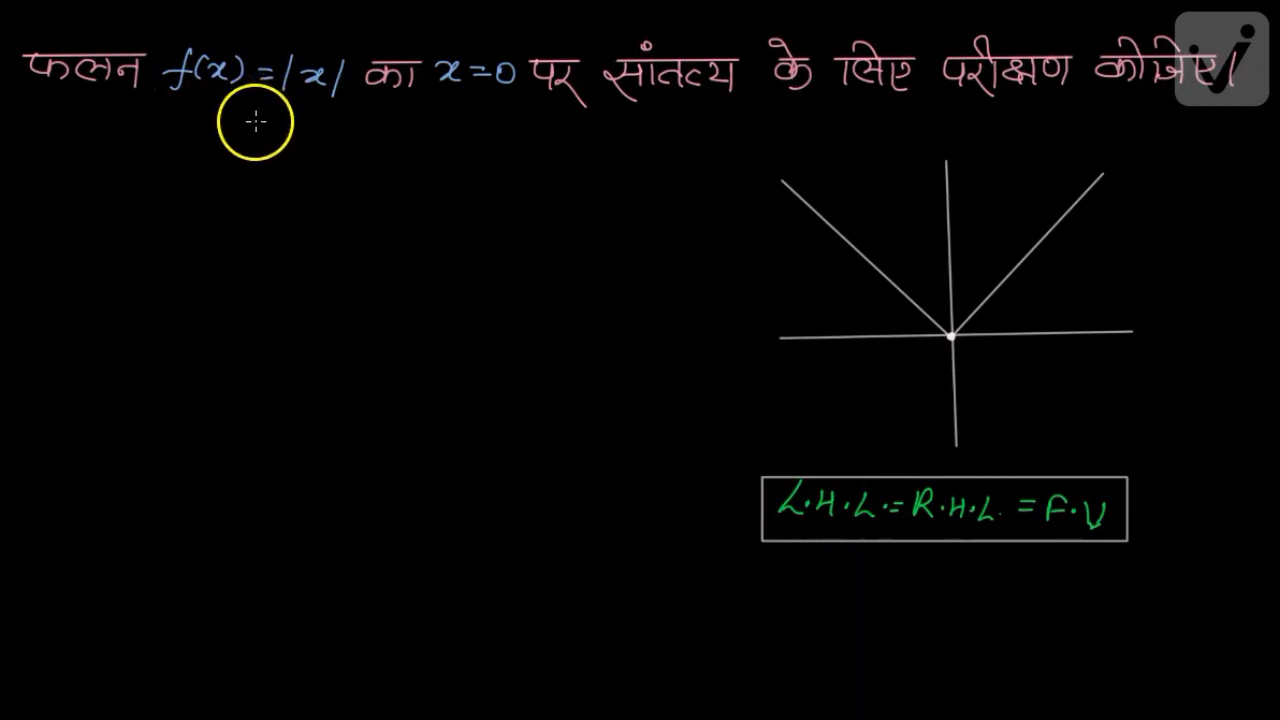 फलन f(x) = |x| का x = 0 पर सांतत्य के लिए परीक्षण कीजिए।
L.H.L. = R.H.L. = F.V